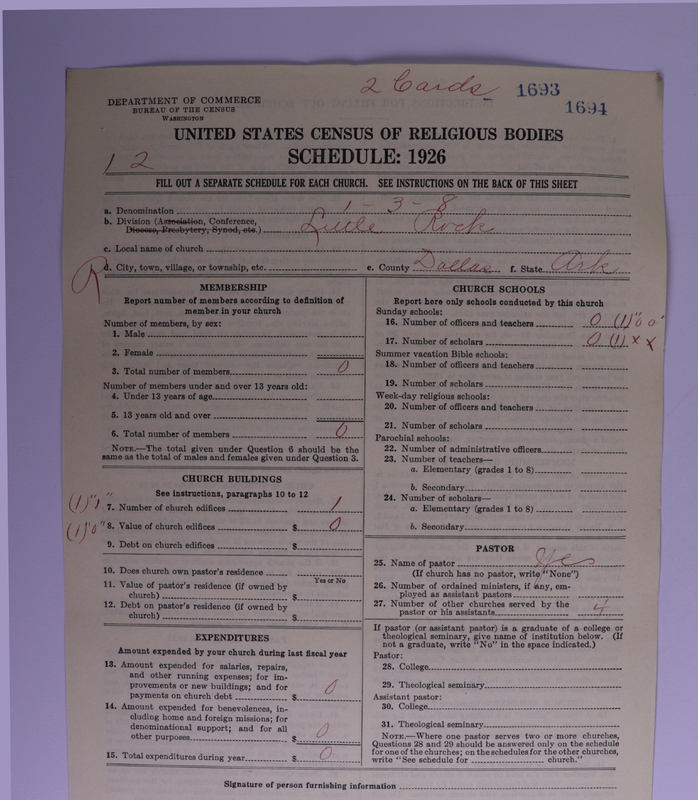 2 Cards
1693
1694
DEPARTMENT OF COMMERCE
BUREAU OF THE CENSUS
WASHINGTON
UNITED STATES CENSUS OF RELIGIOUS BODIES
1 2
SCHEDULE: 1926
FILL OUT A SEPARATE SCHEDULE FOR EACH CHURCH. SEE INSTRUCTIONS ON THE BACK OF THIS SHEET
a. Denomination 1-3-8
b. Division (Association, Conference, Diocese, Presbytery, Synod, etc.) Little Rock
c. Local name of church
R
d. City, town, village, or township, etc. e. County Dallas f. State Ark
MEMBERSHIP
Report number of members according to definition of
member in your church
Number of members, by sex:
1. Male
2. Female
3. Total number of members 0
Number of members under and over 13 years old:
4. Under 13 years of age
5. 13 years old and over
6. Total number of members 0
NOTE.—The total given under Question 6 should be
same as the total of males and females given under Question 3.
CHURCH BUILDINGS
See instructions, paragraphs 10 to 12
(1)"1" 7. Number of church edifices 1
(1)"0" 8. Value of church edifices $ 0
9. Debt on church edifices $
10. Does church own pastor's residence
Yes or No
11. Value of pastor's residence (if owned by
church) $
12. Debt on pastor's residence (if owned by
church) $
EXPENDITURES
Amount expended by your church during last fiscal year
13. Amount expended for salaries, repairs,
and other running expenses; for im-
provements or new buildings; and for
payments on church debt $ 0
14. Amount expended for benevolences, in-
cluding home and foreign missions; for
denominational support; and for all
other purposes $ 0
15. Total expenditures during year $ 0
CHURCH SCHOOLS
Report here only schools conducted by this church
Sunday schools:
16. Number of officers and teachers 0 (1)"0 0"
17. Number of scholars 0 (1) x x
Summer vacation Bible schools:
18. Number of officers and teachers
19. Number of scholars
Week-day religious schools:
20. Number of officers and teachers
21. Number of scholars
Parochial schools:
22. Number of administrative officers
23. Number of teachers—
a. Elementary (grades 1 to 8)
b. Secondary
24. Number of scholars—
a. Elementary (grades 1 to 8)
b. Secondary
PASTOR
25. Name of pastor yes
(If church has no pastor, write "None")
26. Number of ordained ministers, if any, em-
ployed as assistant pastors
27. Number of other churches served by the
pastor or his assistants 4
If pastor (or assistant pastor) is a graduate of a college or
theological seminary, give name of institution below. (If
not a graduate, write "No" in the space indicated.)
Pastor:
28. College
29. Theological seminary
Assistant pastor:
30. College
31. Theological seminary
NOTE.—Where one pastor serves two or more churches,
Questions 28 and 29 should be answered only on the schedule
for one of the churches; on the schedules for the other churches,
write "See schedule for church."
Signature of person furnishing information